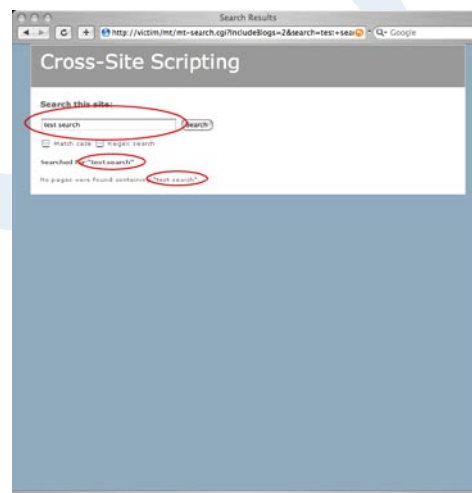 Search Results
http://victim/mt/mt-search.cgi?IncludeBlogs=2&search=test+sear Google
Cross-Site Scripting
Search this site:
test search Search
Match case Regex search
Searched for "test search"
No pages were found containing "test search".